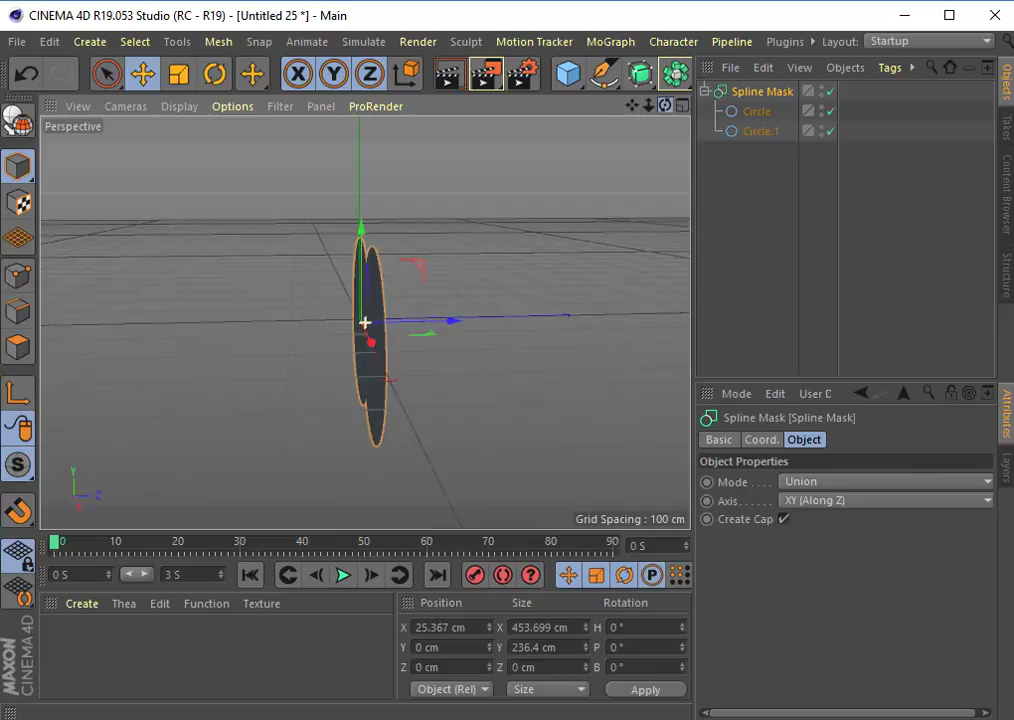 CINEMA 4D R19.053 Studio (RC - R19) - [Untitled 25 *] - Main
File Edit Create Select Tools Mesh Snap Animate Simulate Render Sculpt Motion Tracker MoGraph Character Pipeline Plugins Layout: Startup
X Y Z
File Edit View Objects Tags
View Cameras Display Options Filter Panel ProRender
Perspective
Spline Mask
Circle
Circle.1
Objects
Takes
Content Browser
Structure
Mode Edit User D
Spline Mask [Spline Mask]
Basic Coord. Object
Object Properties
Mode . . . . Union
Axis. . . . . . XY (Along Z)
Create Cap
Attributes
Layers
S
Y
Z
Grid Spacing : 100 cm
0 10 20 30 40 50 60 70 80 90 0 S
0 S 3 S
P
Create Thea Edit Function Texture
Position Size Rotation
X 25.367 cm X 453.699 cm H 0 °
Y 0 cm Y 236.4 cm P 0 °
Z 0 cm Z 0 cm B 0 °
Object (Rel) Size Apply
MAXON
CINEMA 4D